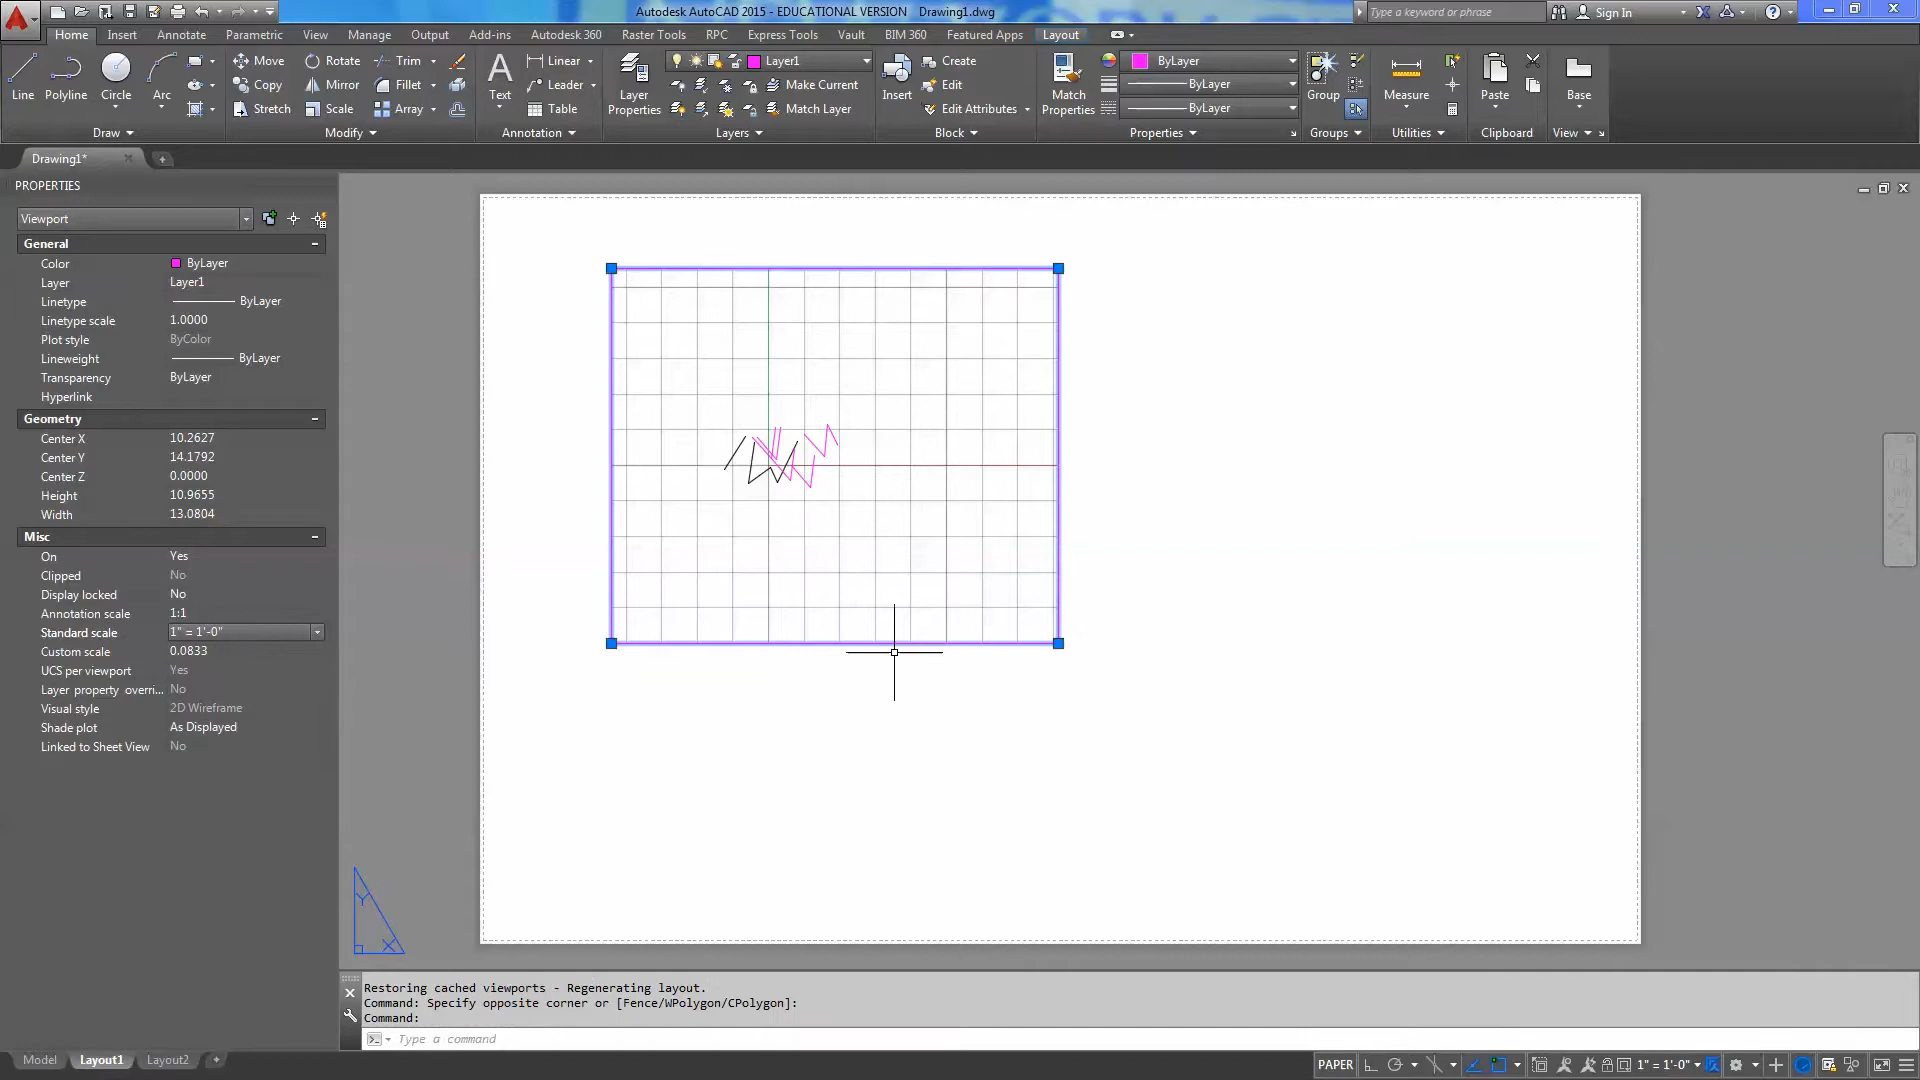 Autodesk AutoCAD 2015 - EDUCATIONAL VERSION Drawing1.dwg
Type a keyword or phrase
Sign In
Home Insert Annotate Parametric View Manage Output Add-ins Autodesk 360 Raster Tools RPC Express Tools Vault BIM 360 Featured Apps Layout
Line Polyline Circle Arc
Draw
Move Rotate Trim
Copy Mirror Fillet
Stretch Scale Array
Modify
Text
Linear
Leader
Table
Annotation
Layer Properties
Layer1
Make Current
Match Layer
Layers
Insert
Create
Edit
Edit Attributes
Block
Match Properties
ByLayer
ByLayer
ByLayer
Properties
Group
Groups
Measure
Utilities
Paste
Clipboard
Base
View
Drawing1*
PROPERTIES
Viewport
General
Color ByLayer
Layer Layer1
Linetype ByLayer
Linetype scale 1.0000
Plot style ByColor
Lineweight ByLayer
Transparency ByLayer
Hyperlink
Geometry
Center X 10.2627
Center Y 14.1792
Center Z 0.0000
Height 10.9655
Width 13.0804
Misc
On Yes
Clipped No
Display locked No
Annotation scale 1:1
Standard scale 1" = 1'-0"
Custom scale 0.0833
UCS per viewport Yes
Layer property overri... No
Visual style 2D Wireframe
Shade plot As Displayed
Linked to Sheet View No
Y
X
Restoring cached viewports - Regenerating layout.
Command: Specify opposite corner or [Fence/WPolygon/CPolygon]:
Command:
Type a command
Model Layout1 Layout2
PAPER 1" = 1'-0"